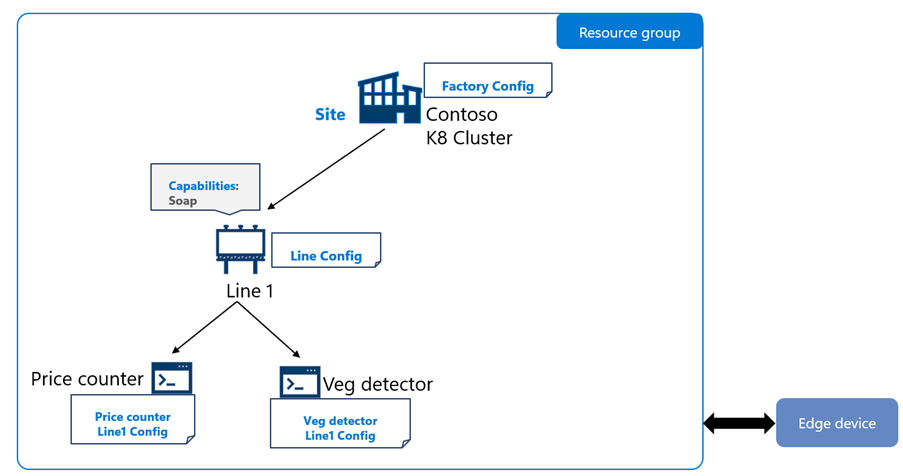 Resource group
Factory Config
Site
Contoso
K8 Cluster
Capabilities:
Soap
Line Config
Line 1
Price counter
>_
Price counter
Line1 Config
>_
Veg detector
Veg detector
Line1 Config
Edge device